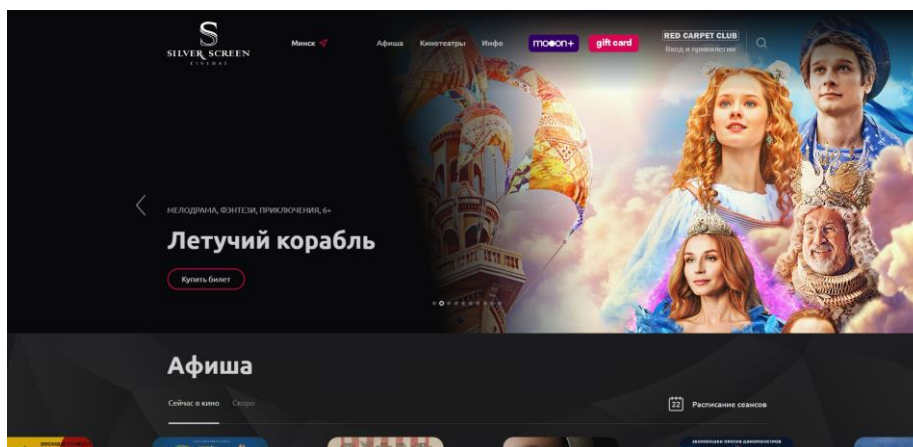 S
SILVER SCREEN
CINEMAS
Минск
Афиша Кинотеатры Инфо
mooon+
gift card
RED CARPET CLUB
Вход и привилегии
МЕЛОДРАМА, ФЭНТЕЗИ, ПРИКЛЮЧЕНИЯ, 6+
Летучий корабль
Купить билет
Афиша
Сейчас в кино Скоро
22 Расписание сеансов